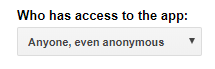 Who has access to the app:
Anyone, even anonymous